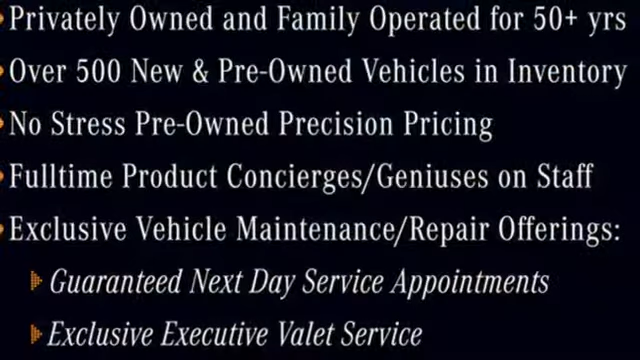 Privately Owned and Family Operated for 50+ yrs
Over 500 New & Pre-Owned Vehicles in Inventory
No Stress Pre-Owned Precision Pricing
Fulltime Product Concierges/Geniuses on Staff
Exclusive Vehicle Maintenance/Repair Offerings:
Guaranteed Next Day Service Appointments
Exclusive Executive Valet Service